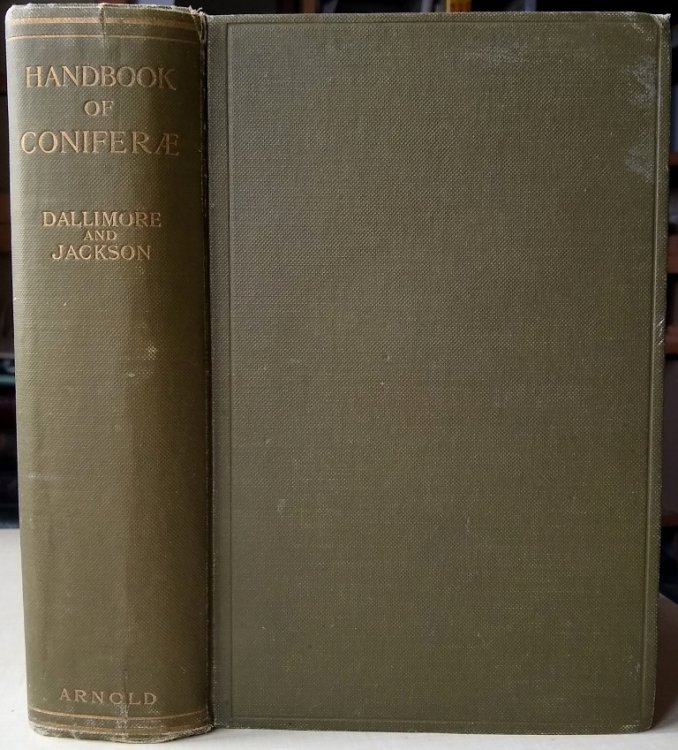 HANDBOOK
OF
CONIFERÆ
DALLIMORE
AND
JACKSON
ARNOLD